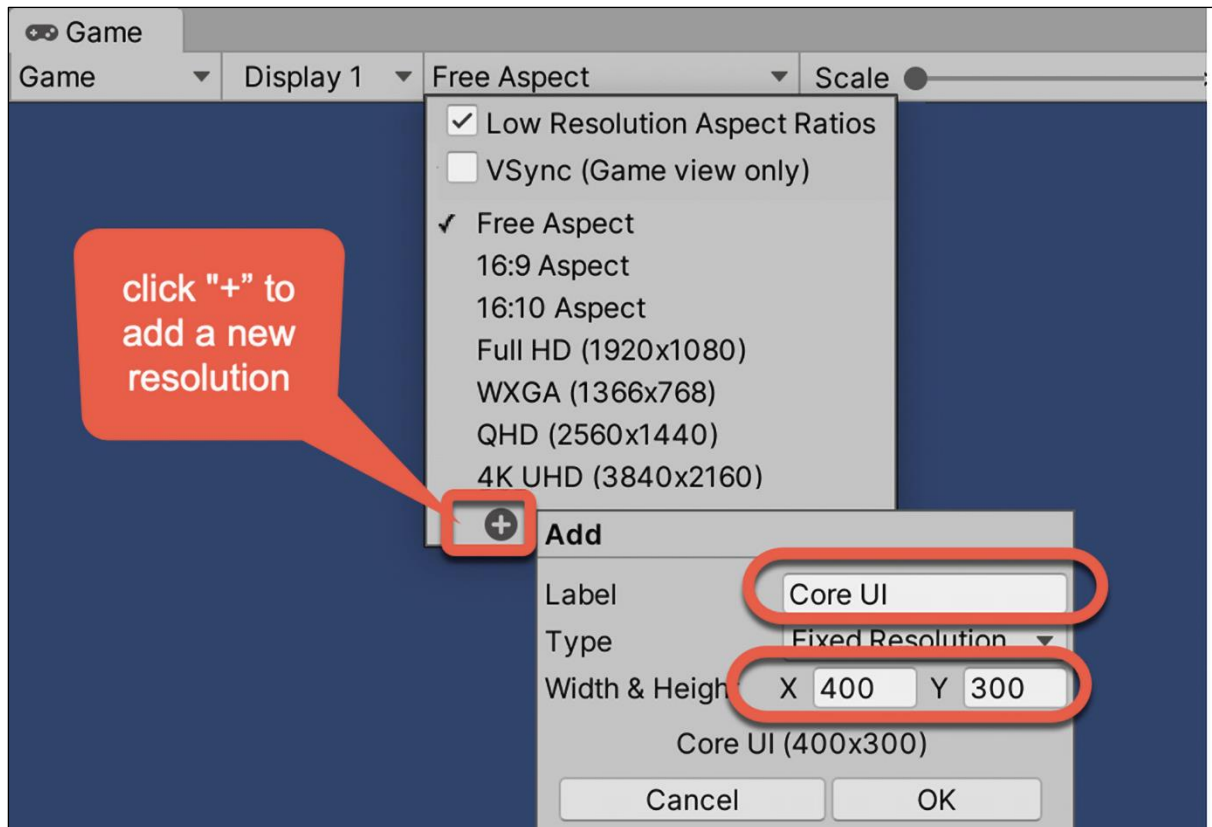 Game
Game Display 1 Free Aspect Scale
Low Resolution Aspect Ratios
VSync (Game view only)
Free Aspect
16:9 Aspect
16:10 Aspect
Full HD (1920x1080)
WXGA (1366x768)
QHD (2560x1440)
4K UHD (3840x2160)
click "+” to
add a new
resolution
Add
Label Core UI
Type Fixed Resolution
Width & Heigh X 400 Y 300
Core UI (400x300)
Cancel OK